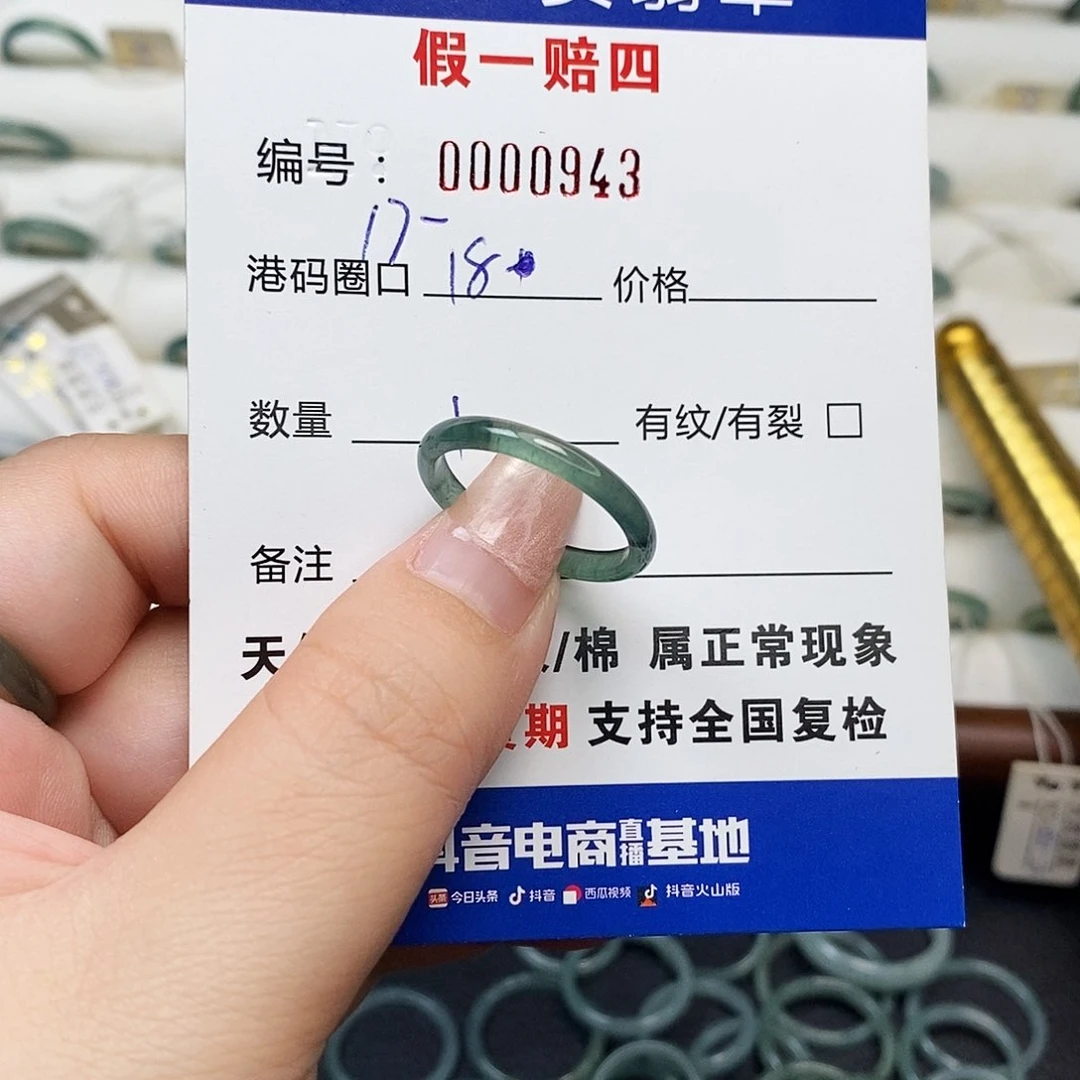 假一赔四
编号： 0000943
17-
港码圈口 18 价格
数量 1 有纹/有裂 □
备注
天 /棉 属正常现象
期 支持全国复检
音电商直播基地
头条 今日头条 抖音 西瓜视频 抖音火山版